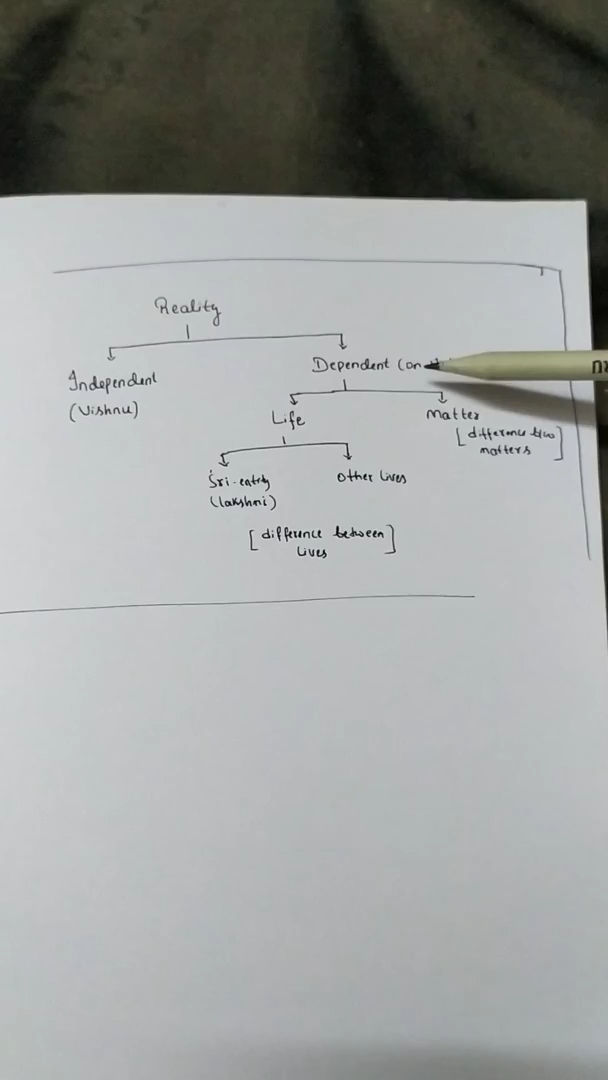 Reality
Independent
(Vishnu)
Dependent (on
Life
Matter
[difference b/w
matters]
Śri-entity
(Lakshmi)
Other Lives
[difference between
Lives]